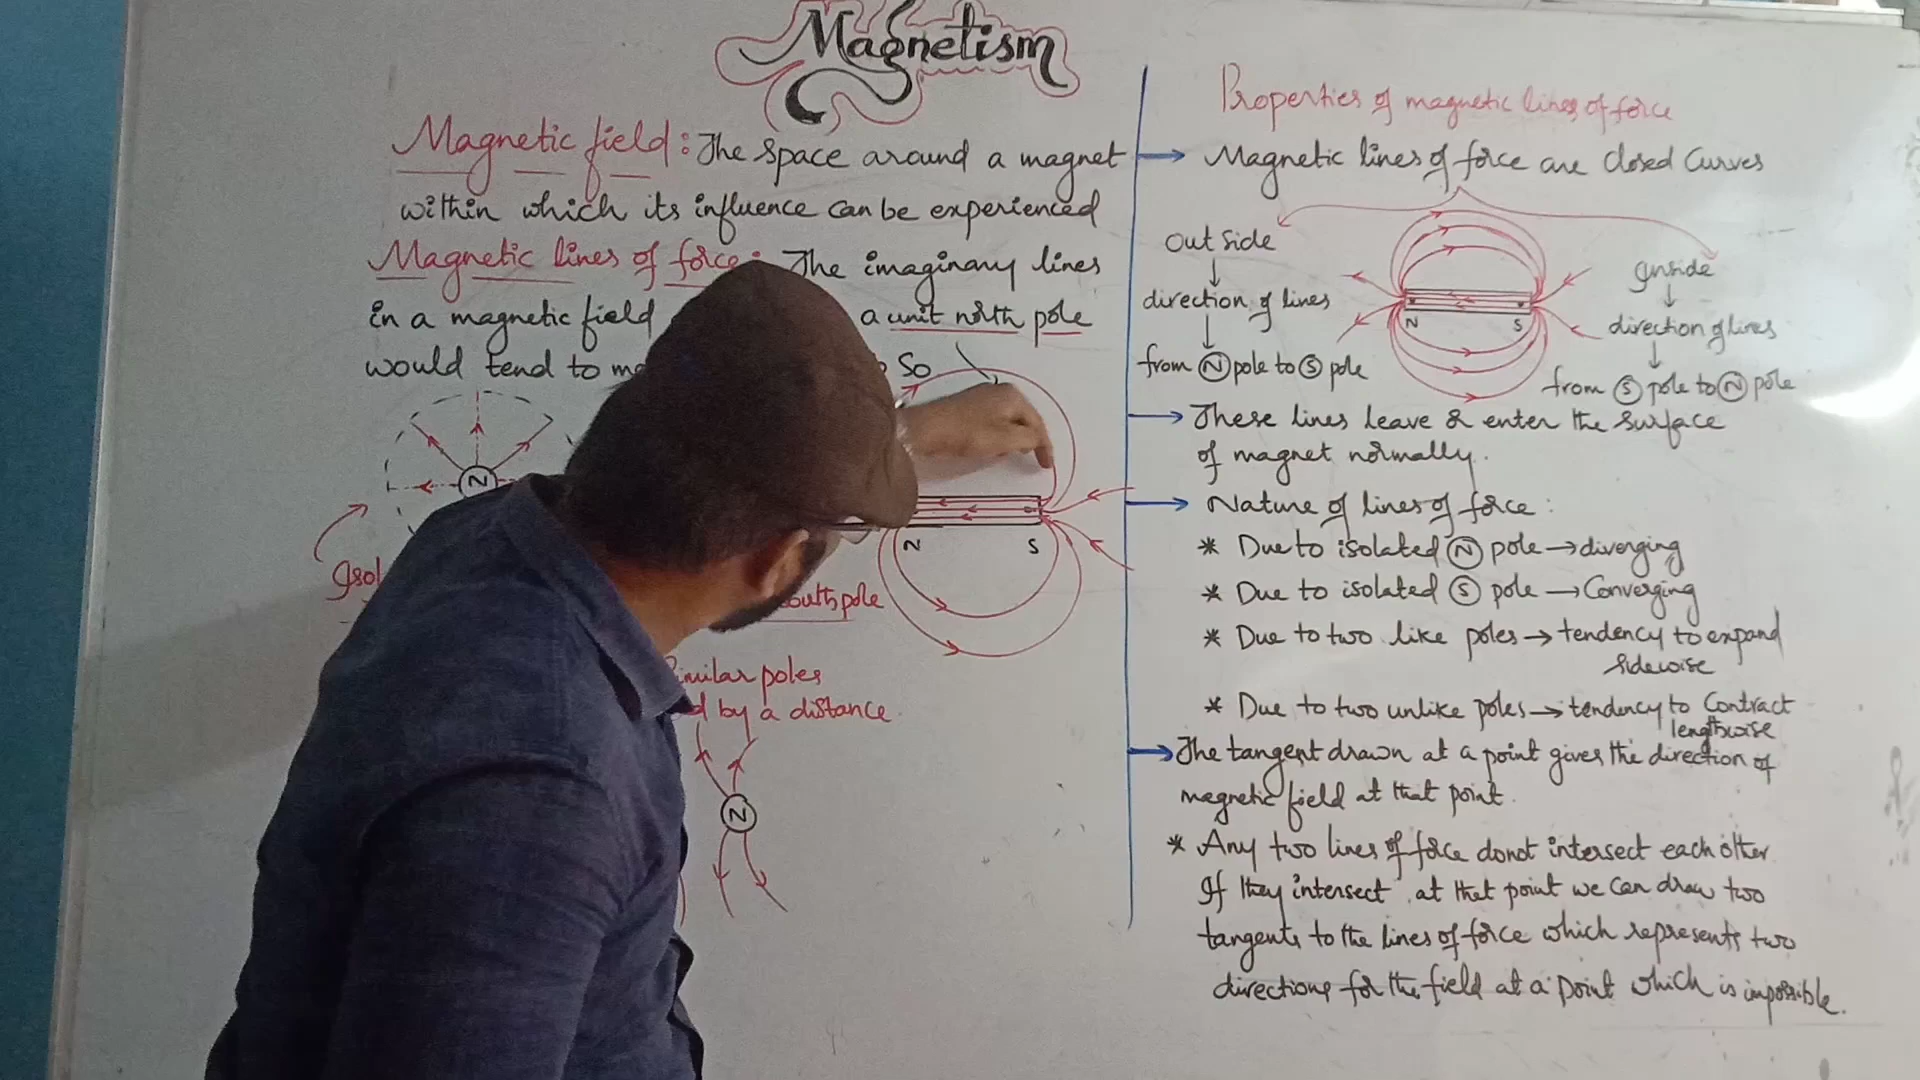 Magnetism
Magnetic field: The space around a magnet
within which its influence can be experienced
Magnetic lines of force: The imaginary lines
in a magnetic field a unit north pole
would tend to So
N
N S
south pole
similar poles
by a distance.
N
Properties of magnetic lines of force
Magnetic lines of force are closed curves
outside
direction of lines
from N pole to S pole
N S
Inside
direction of lines
from S pole to N pole
These lines leave & enter the surface
of magnet normally.
Nature of lines of force:
* Due to isolated N pole → diverging
* Due to isolated S pole → Converging
* Due to two like poles → tendency to expand
sidewise
* Due to two unlike poles → tendency to contract
lengthwise
The tangent drawn at a point gives the direction of
magnetic field at that point.
* Any two lines of force donot intersect each other.
If they intersect, at that point we can draw two
tangents to the lines of force which represents two
directions for the field at a point which is impossible.